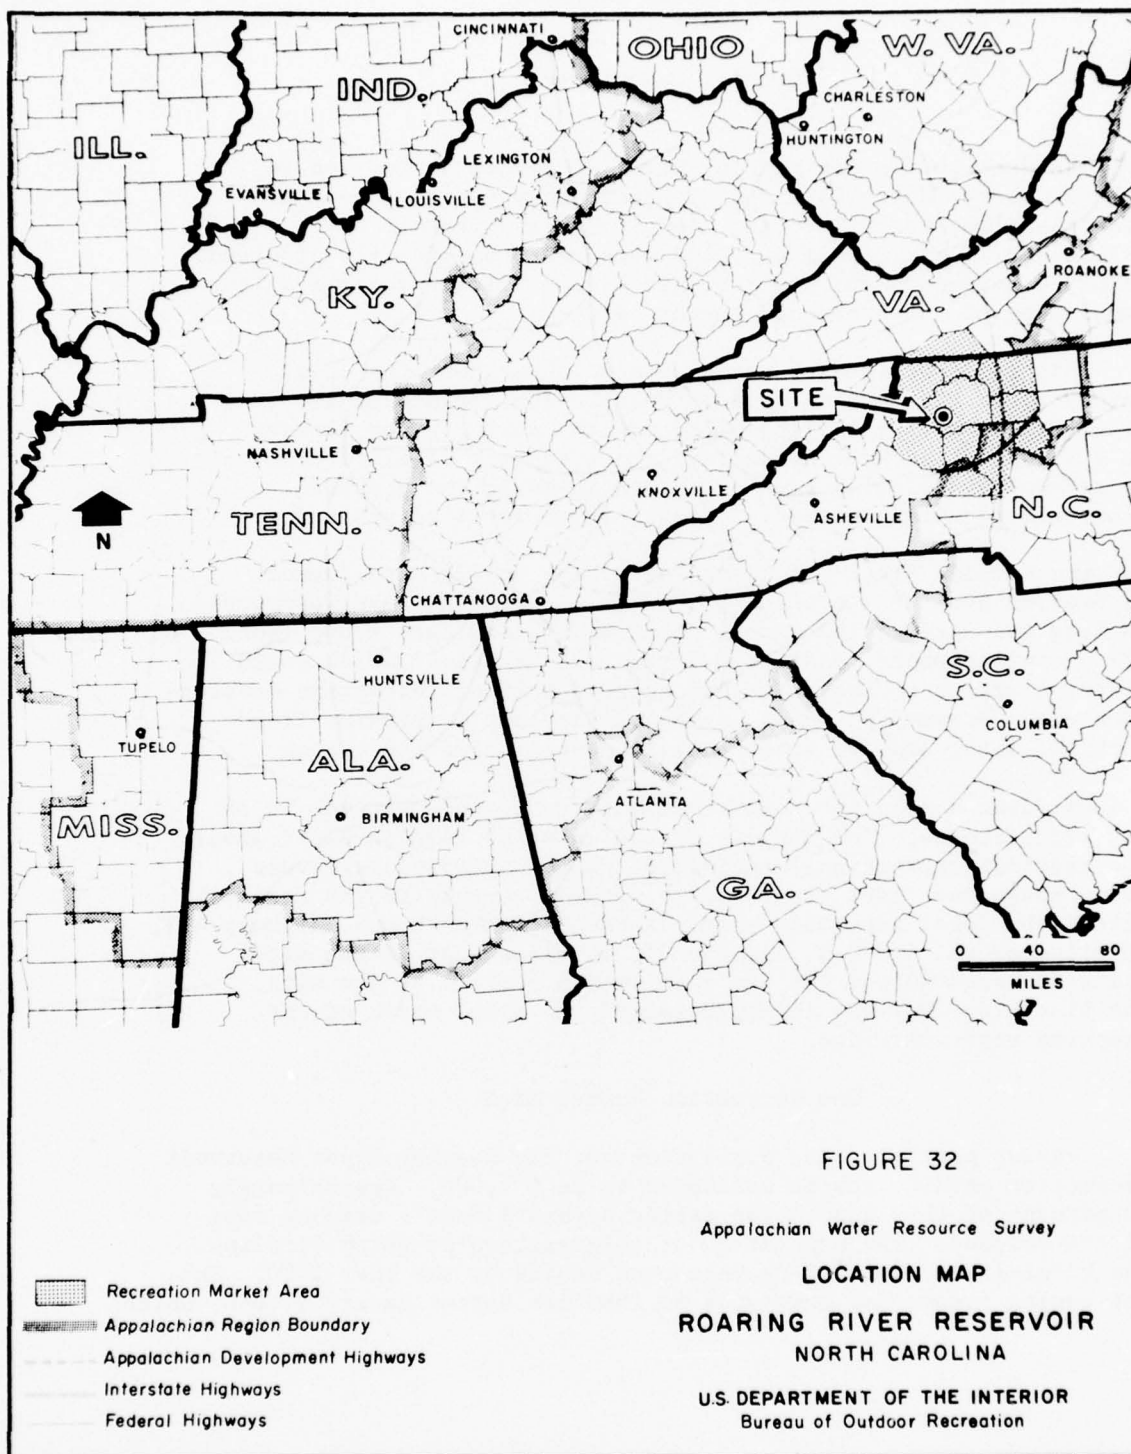 CINCINNATI
OHIO
W. VA.
IND.
CHARLESTON
HUNTINGTON
ILL.
LEXINGTON
EVANSVILLE
LOUISVILLE
ROANOKE
KY.
VA.
SITE
NASHVILLE
KNOXVILLE
N
TENN.
ASHEVILLE
N.C.
CHATTANOOGA
HUNTSVILLE
S.C.
COLUMBIA
TUPELO
ALA.
ATLANTA
MISS.
BIRMINGHAM
GA.
0 40 80
MILES
FIGURE 32
Appalachian Water Resource Survey
LOCATION MAP
ROARING RIVER RESERVOIR
NORTH CAROLINA
U.S. DEPARTMENT OF THE INTERIOR
Bureau of Outdoor Recreation
Recreation Market Area
Appalachian Region Boundary
Appalachian Development Highways
Interstate Highways
Federal Highways